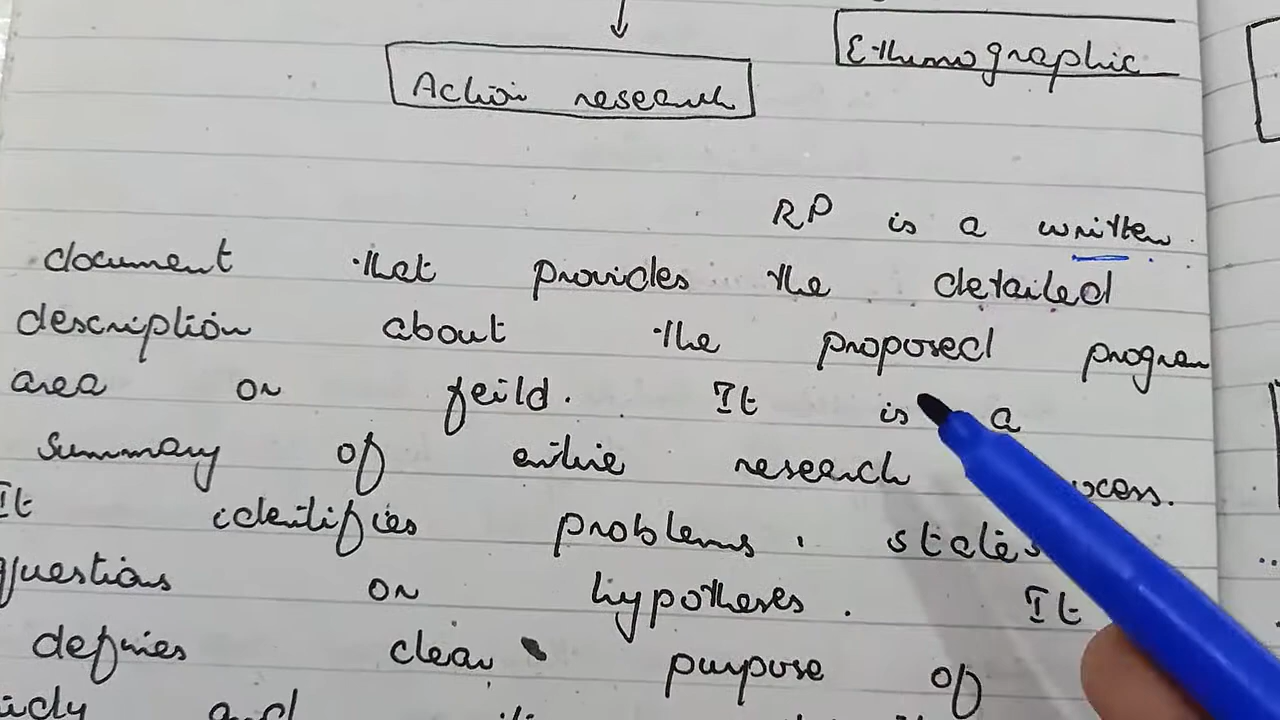 Ethnographic
Action research
RP is a written
document that provides the detailed
description about the proposed program
area or feild. It is a
summary of entire research
It identifies problems, states
questions or hypotheses. It
defines clear purpose of
and